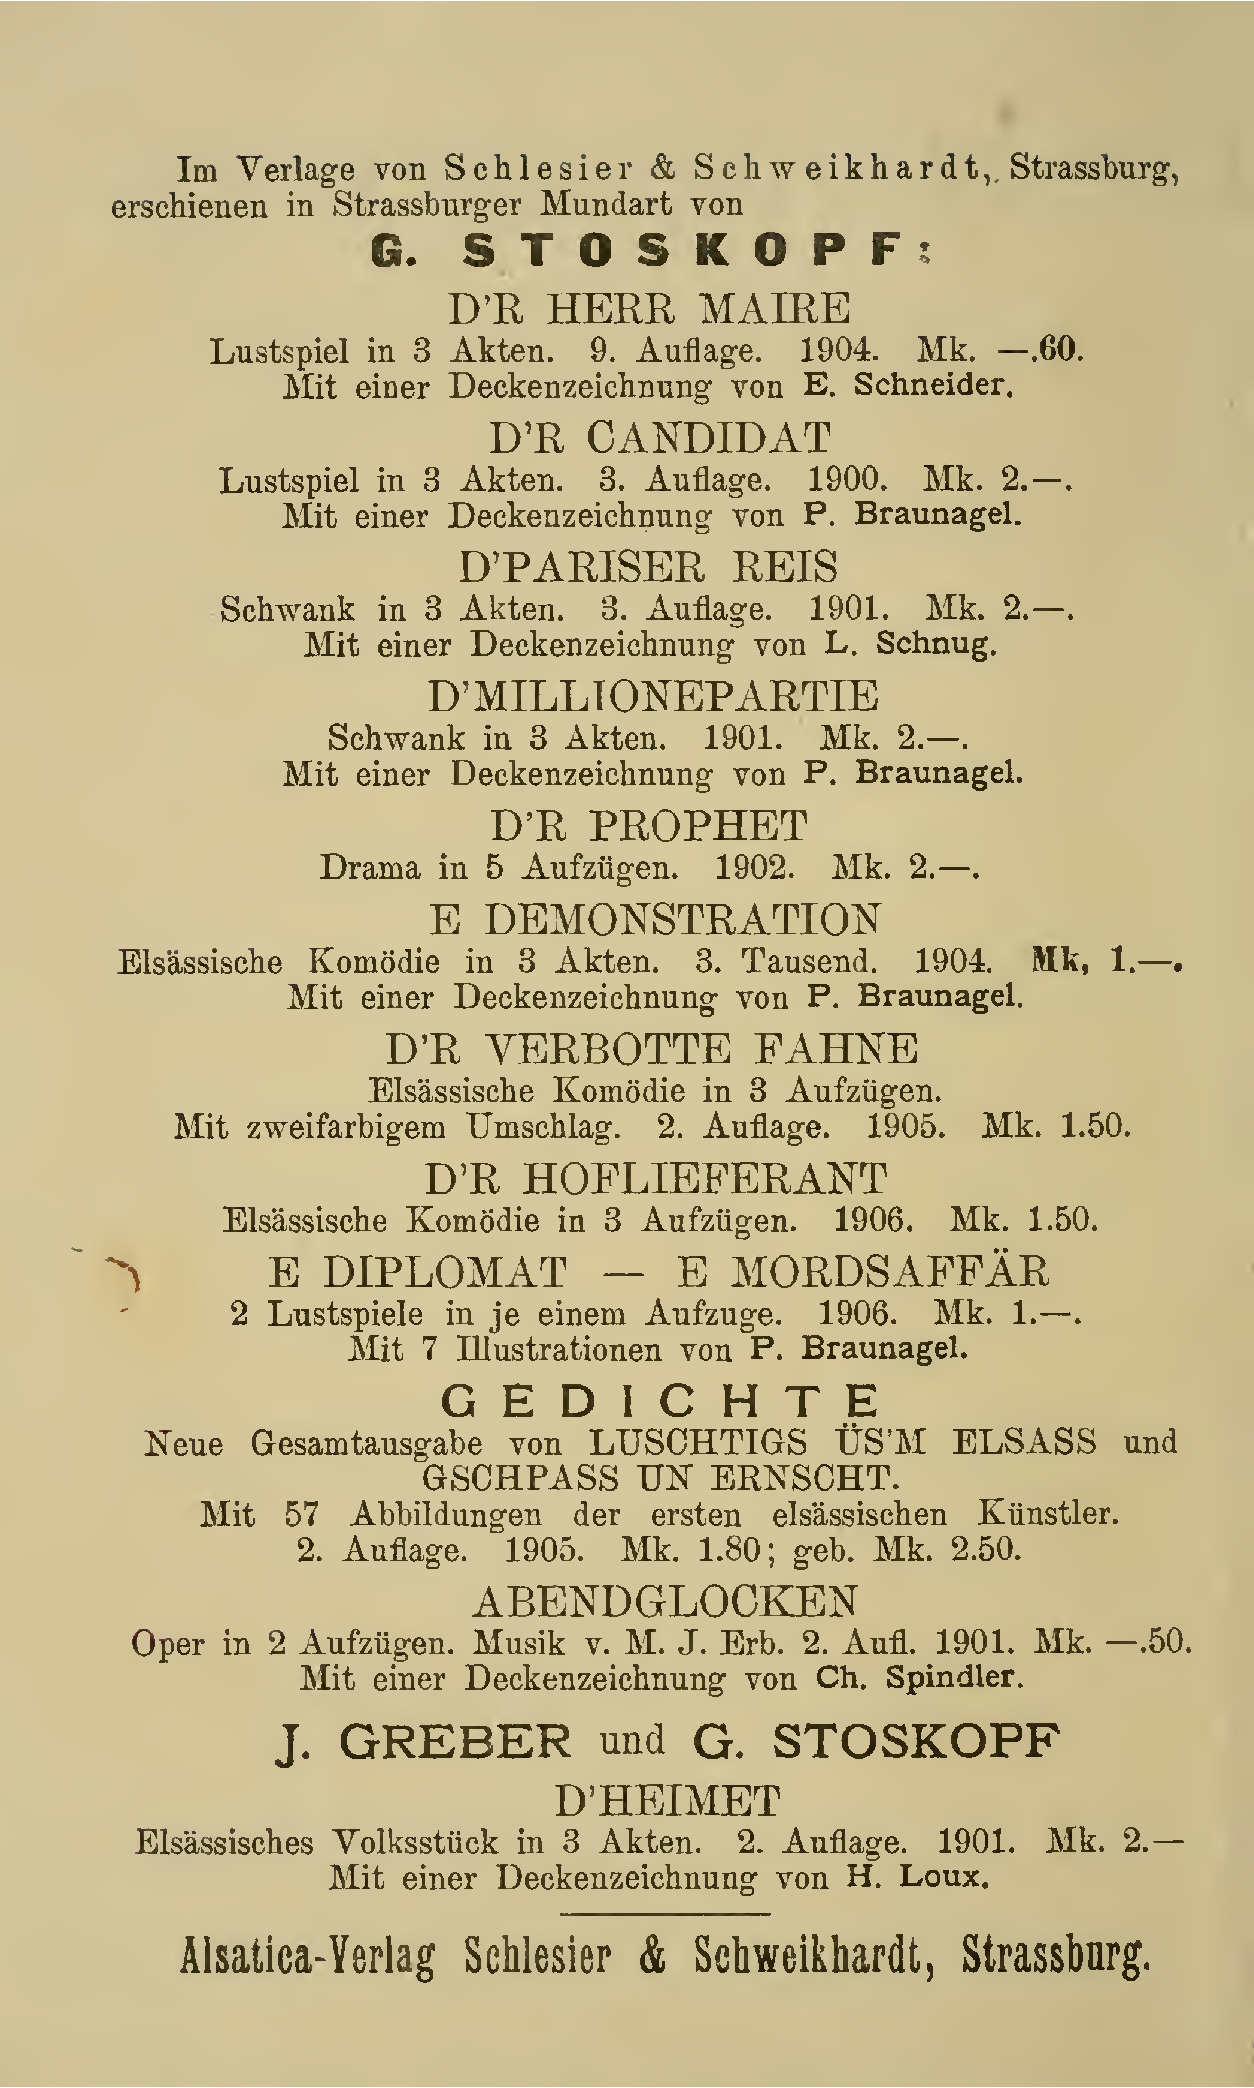 Im Verlage von Schlesier & Schweikhardt, Strassburg,
erschienen in Strassburger Mundart von
G. STOSKOPF:
D'R HERR MAIRE
Lustspiel in 3 Akten. 9. Auflage. 1904. Mk. —.60.
Mit einer Deckenzeichnung von E. Schneider.
D'R CANDIDAT
Lustspiel in 3 Akten. 3. Auflage. 1900. Mk. 2.—.
Mit einer Deckenzeichnung von P. Braunagel.
D'PARISER REIS
Schwank in 3 Akten. 3. Auflage. 1901. Mk. 2.—.
Mit einer Deckenzeichnung von L. Schnug.
D'MILLIONEPARTIE
Schwank in 3 Akten. 1901. Mk. 2.—.
Mit einer Deckenzeichnung von P. Braunagel.
D'R PROPHET
Drama in 5 Aufzügen. 1902. Mk. 2.—.
E DEMONSTRATION
Elsässische Komödie in 3 Akten. 3. Tausend. 1904. Mk, 1.—.
Mit einer Deckenzeichnung von P. Braunagel.
D'R VERBOTTE FAHNE
Elsässische Komödie in 3 Aufzügen.
Mit zweifarbigem Umschlag. 2. Auflage. 1905. Mk. 1.50.
D'R HOFLIEFERANT
Elsässische Komödie in 3 Aufzügen. 1906. Mk. 1.50.
E DIPLOMAT — E MORDSAFFÄR
2 Lustspiele in je einem Aufzuge. 1906. Mk. 1.—.
Mit 7 Illustrationen von P. Braunagel.
GEDICHTE
Neue Gesamtausgabe von LUSCHTIGS ÜS'M ELSASS und
GSCHPASS UN ERNSCHT.
Mit 57 Abbildungen der ersten elsässischen Künstler.
2. Auflage. 1905. Mk. 1.80; geb. Mk. 2.50.
ABENDGLOCKEN
Oper in 2 Aufzügen. Musik v. M. J. Erb. 2. Aufl. 1901. Mk. —.50.
Mit einer Deckenzeichnung von Ch. Spindler.
J. GREBER und G. STOSKOPF
D'HEIMET
Elsässisches Volksstück in 3 Akten. 2. Auflage. 1901. Mk. 2.—
Mit einer Deckenzeichnung von H. Loux.
Alsatica-Verlag Schlesier & Schweikhardt, Strassburg.